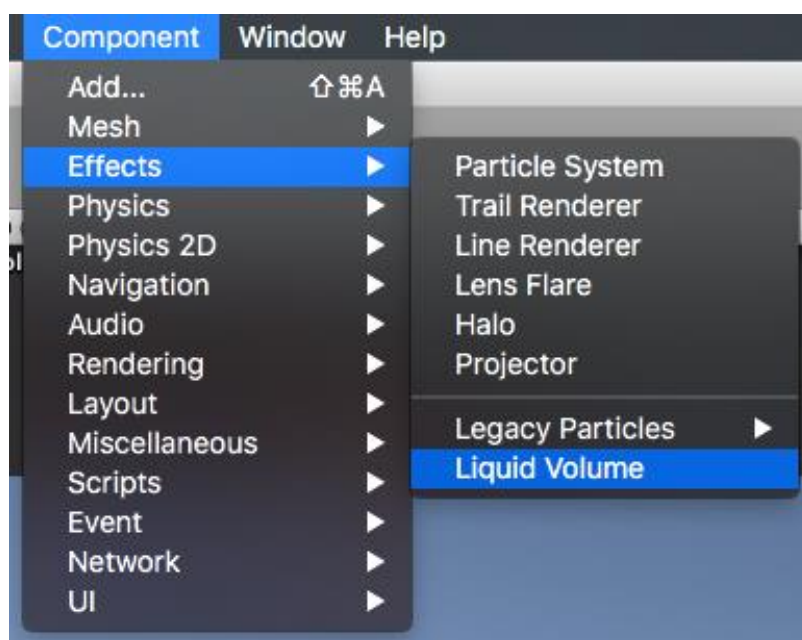 Component Window Help
Add... ⇧⌘A
Mesh
Effects
Physics
Physics 2D
Navigation
Audio
Rendering
Layout
Miscellaneous
Scripts
Event
Network
UI
Particle System
Trail Renderer
Line Renderer
Lens Flare
Halo
Projector
Legacy Particles
Liquid Volume